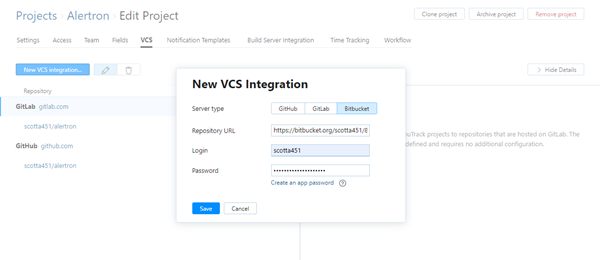 Projects › Alertron › Edit Project
Clone project
Archive project
Remove project
Settings Access Team Fields VCS Notification Templates Build Server Integration Time Tracking Workflow
New VCS integration...
Hide Details
Repository
GitLab gitlab.com
scotta451/alertron
GitHub github.com
scotta451/alertron
New VCS Integration
Server type GitHub GitLab Bitbucket
Repository URL https://bitbucket.org/scotta451/
Login scotta451
Password ••••••••••••••••••••
Create an app password
Save Cancel
projects to repositories that are hosted on GitLab. The
defined and requires no additional configuration.